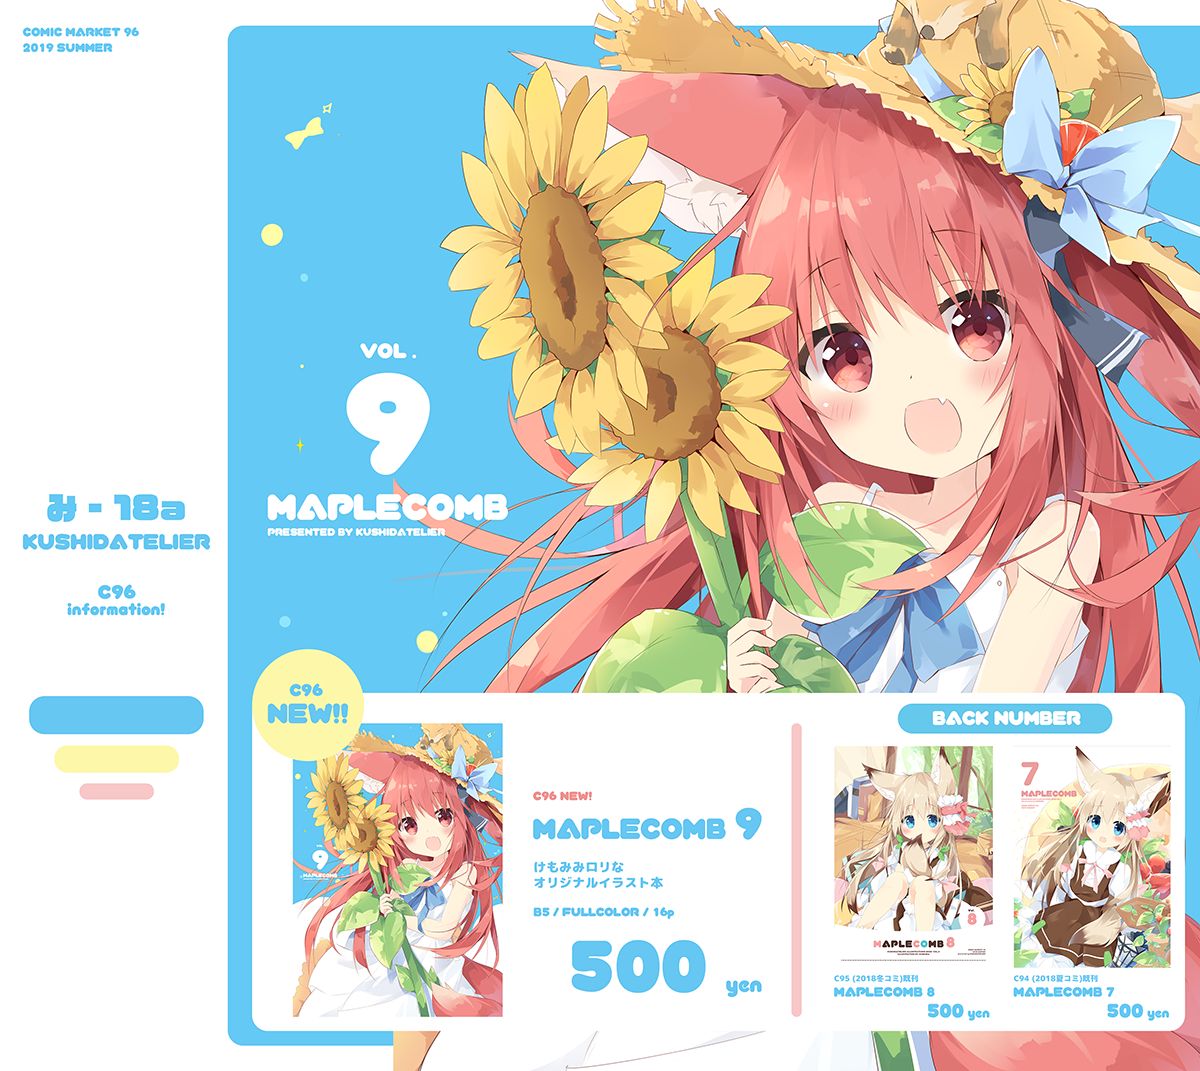 COMIC MARKET 96
2019 SUMMER
み - 18a
KUSHIDATELIER
C96
information!
VOL.
9
MAPLECOMB
PRESENTED BY KUSHIDATELIER
C96
NEW!!
9
MAPLECOMB
C96 NEW!
MAPLECOMB 9
けもみみロリな
オリジナルイラスト本
B5 / FULLCOLOR / 16p
500 yen
BACK NUMBER
Vol.
8
MAPLECOMB 8
C95 (2018冬コミ)既刊
MAPLECOMB 8
500 yen
7
MAPLECOMB
C94 (2018夏コミ)既刊
MAPLECOMB 7
500 yen